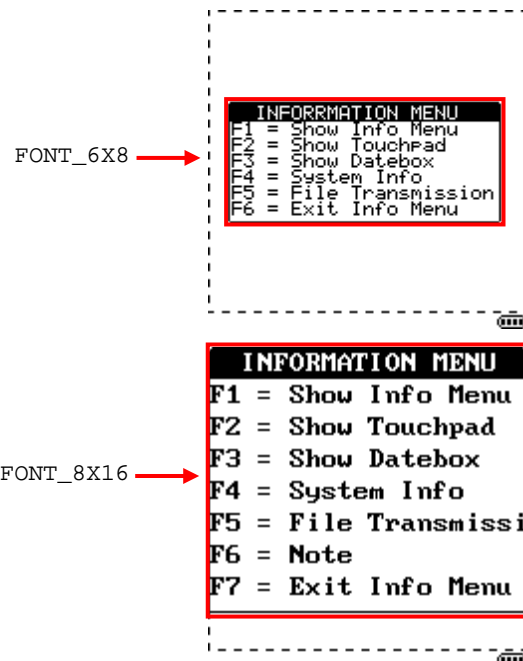 INFORRMATION MENU
F1 = Show Info Menu
F2 = Show Touchpad
F3 = Show Datebox
F4 = System Info
F5 = File Transmission
F6 = Exit Info Menu
FONT_6X8
INFORMATION MENU
F1 = Show Info Menu
F2 = Show Touchpad
F3 = Show Datebox
F4 = System Info
F5 = File Transmissi
F6 = Note
F7 = Exit Info Menu
FONT_8X16